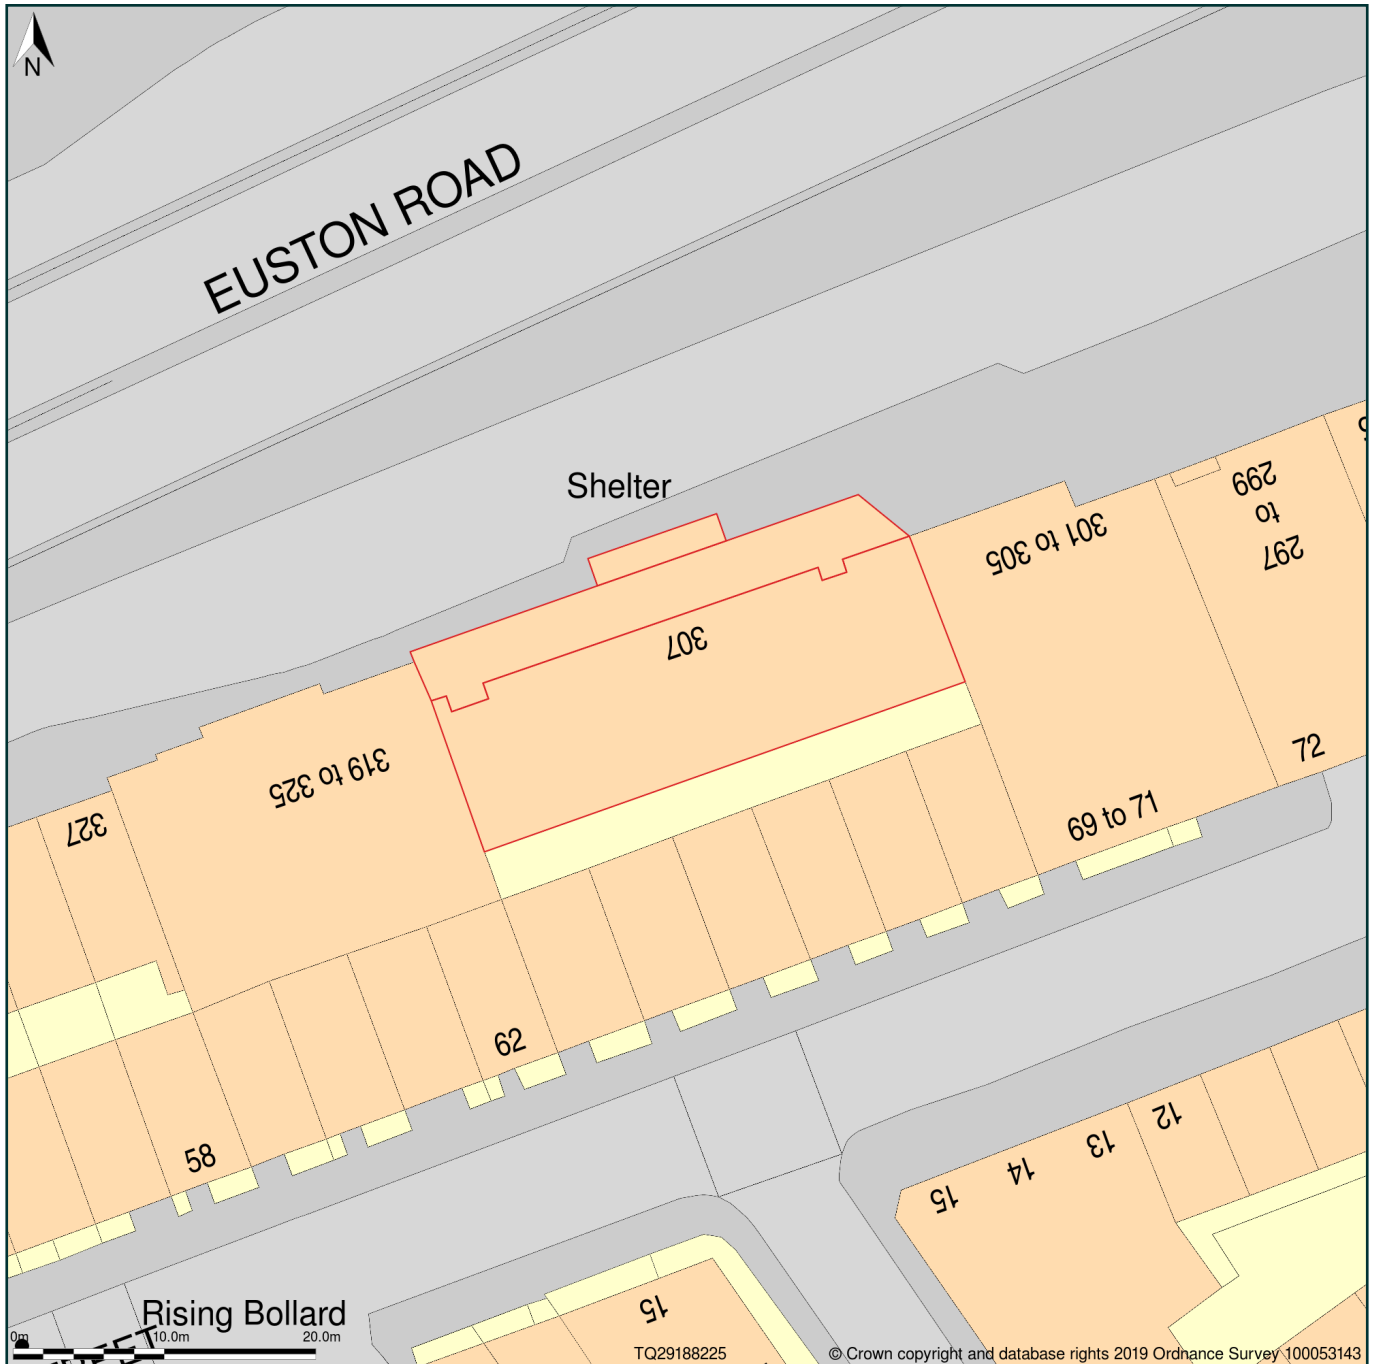 N
EUSTON ROAD
Shelter
299
to
297
301 to 305
307
319 to 325
327
72
69 to 71
62
58
12
13
14
15
15
Rising Bollard
0m
10.0m
20.0m
TQ29188225
© Crown copyright and database rights 2019 Ordnance Survey 100053143